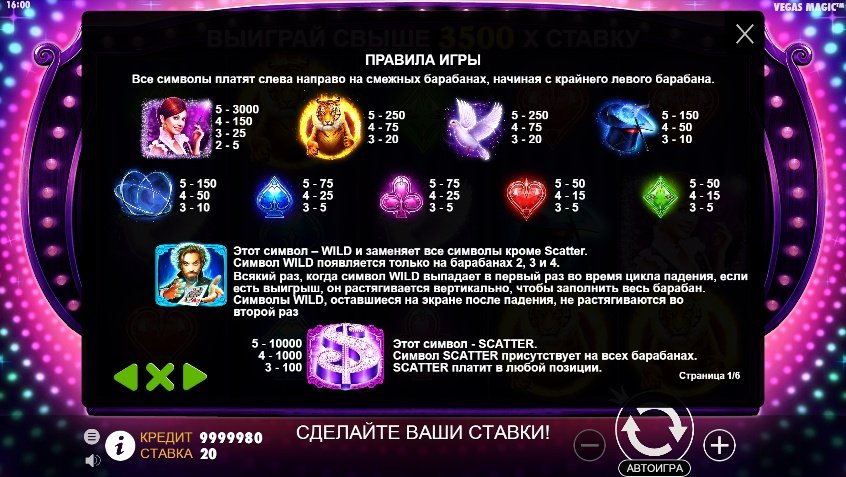 16:00
VEGAS MAGIC™
ВЫИГРАЙ СВЫШЕ 3500 X СТАВКУ
ПРАВИЛА ИГРЫ
Все символы платят слева направо на смежных барабанах, начиная с крайнего левого барабана.
5 - 3000
4 - 150
3 - 25
2 - 5
5 - 250
4 - 75
3 - 20
5 - 250
4 - 75
3 - 20
5 - 150
4 - 50
3 - 10
5 - 150
4 - 50
3 - 10
5 - 75
4 - 25
3 - 5
5 - 75
4 - 25
3 - 5
5 - 50
4 - 15
3 - 5
5 - 50
4 - 15
3 - 5
Этот символ – WILD и заменяет все символы кроме Scatter.
Символ WILD появляется только на барабанах 2, 3 и 4.
Всякий раз, когда символ WILD выпадает в первый раз во время цикла падения, если
есть выигрыш, он растягивается вертикально, чтобы заполнить весь барабан.
Символы WILD, оставшиеся на экране после падения, не растягиваются во
второй раз
5 - 10000
4 - 1000
3 - 100
Этот символ - SCATTER.
Символ SCATTER присутствует на всех барабанах.
SCATTER платит в любой позиции.
Страница 1/6
КРЕДИТ 9999980
СТАВКА 20
СДЕЛАЙТЕ ВАШИ СТАВКИ!
АВТОИГРА